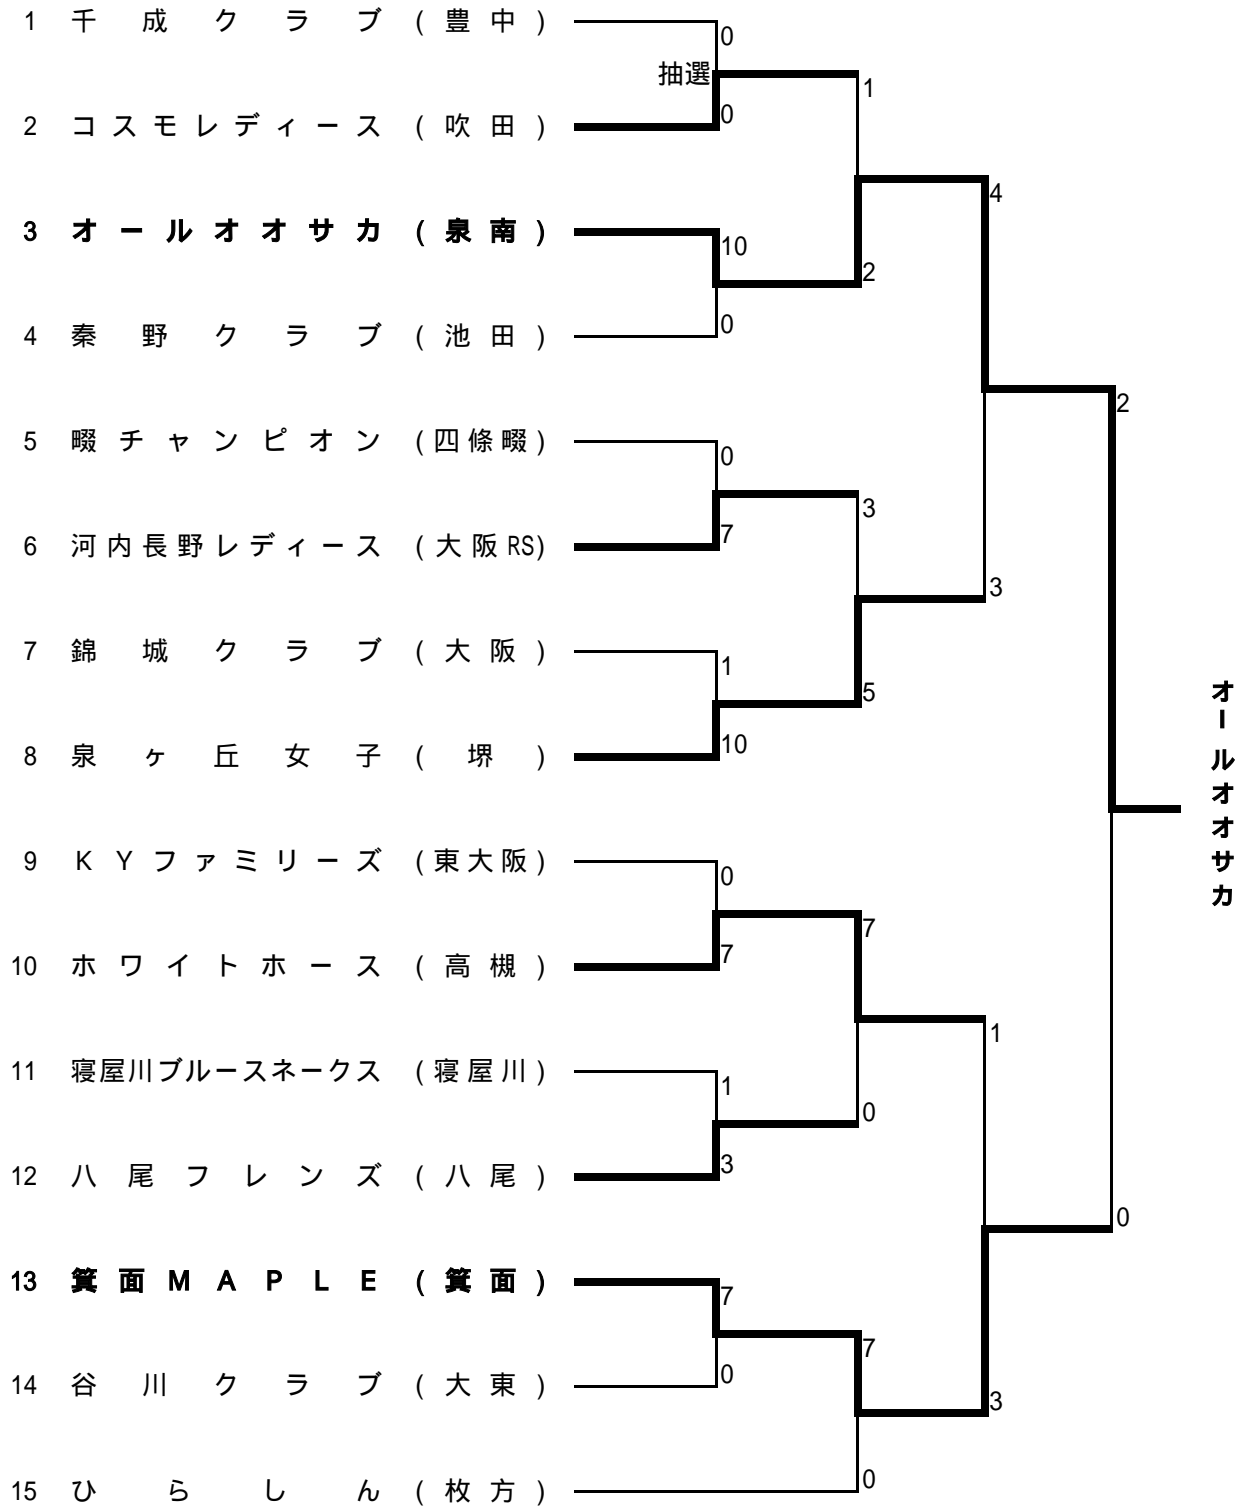 1 千成クラブ (豊中)
0
抽選
1
0
2 コスモレディース (吹田)
4
3 オールオオサカ (泉南)
10
2
0
4 秦野クラブ (池田)
2
5 畷チャンピオン (四條畷)
0
3
7
6 河内長野レディース (大阪RS)
3
7 錦城クラブ (大阪)
1
5
10
8 泉ヶ丘女子 (堺)
オールオオサカ
9 KYファミリーズ (東大阪)
0
7
7
10 ホワイトホース (高槻)
1
11 寝屋川ブルースネークス (寝屋川)
1
0
3
12 八尾フレンズ (八尾)
0
13 箕面MAPLE (箕面)
7
7
0
14 谷川クラブ (大東)
3
0
15 ひらしん (枚方)